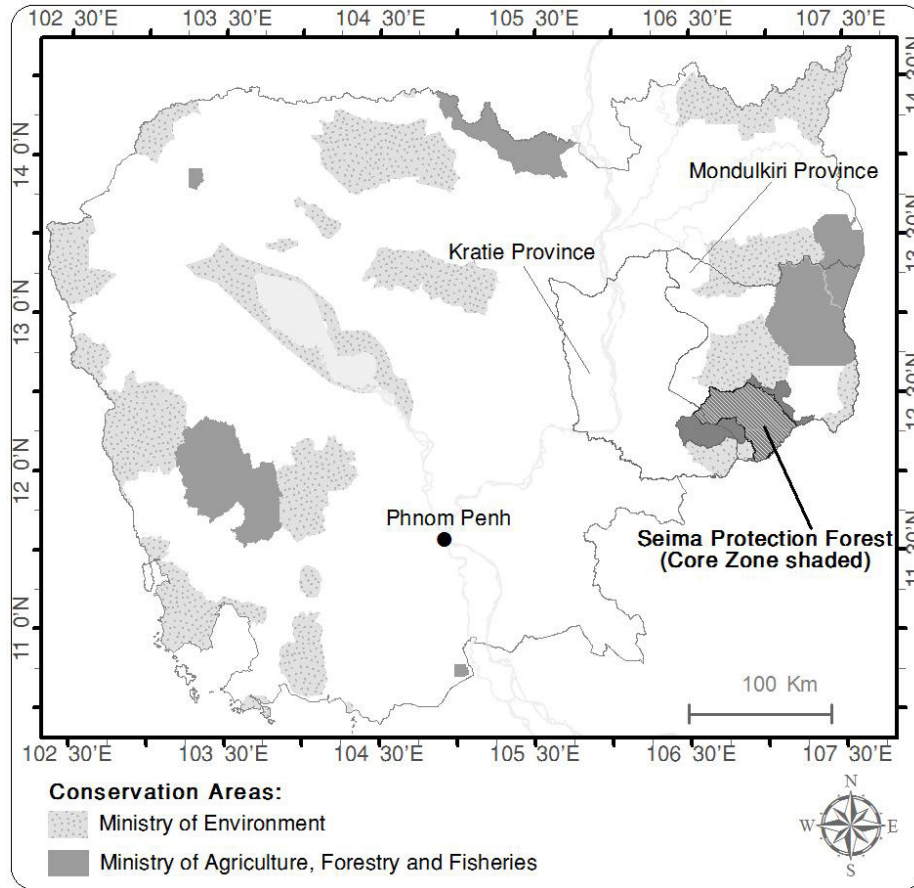 102 30'E 103 30'E 104 30'E 105 30'E 106 30'E 107 30'E
14 0'N
Mondulkiri Province
Kratie Province
13 0'N
12 0'N
Phnom Penh
Seima Protection Forest
(Core Zone shaded)
11 0'N
100 Km
102 30'E 103 30'E 104 30'E 105 30'E 106 30'E 107 30'E
Conservation Areas:
Ministry of Environment
Ministry of Agriculture, Forestry and Fisheries
N
W E
S